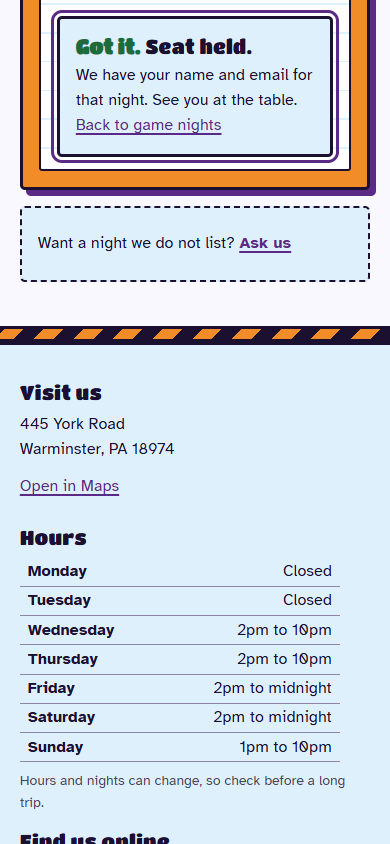 Got it. Seat held.
We have your name and email for
that night. See you at the table.
Back to game nights
Want a night we do not list? Ask us
Visit us
445 York Road
Warminster, PA 18974
Open in Maps
Hours
Monday Closed
Tuesday Closed
Wednesday 2pm to 10pm
Thursday 2pm to 10pm
Friday 2pm to midnight
Saturday 2pm to midnight
Sunday 1pm to 10pm
Hours and nights can change, so check before a long
trip.
Find us online